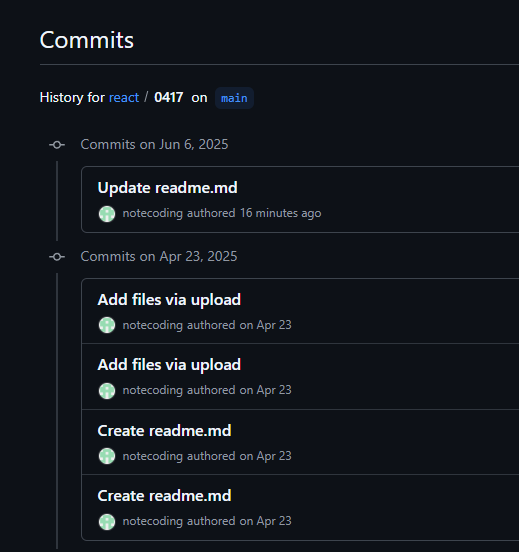 Commits
History for react / 0417 on main
Commits on Jun 6, 2025
Update readme.md
notecoding authored 16 minutes ago
Commits on Apr 23, 2025
Add files via upload
notecoding authored on Apr 23
Add files via upload
notecoding authored on Apr 23
Create readme.md
notecoding authored on Apr 23
Create readme.md
notecoding authored on Apr 23